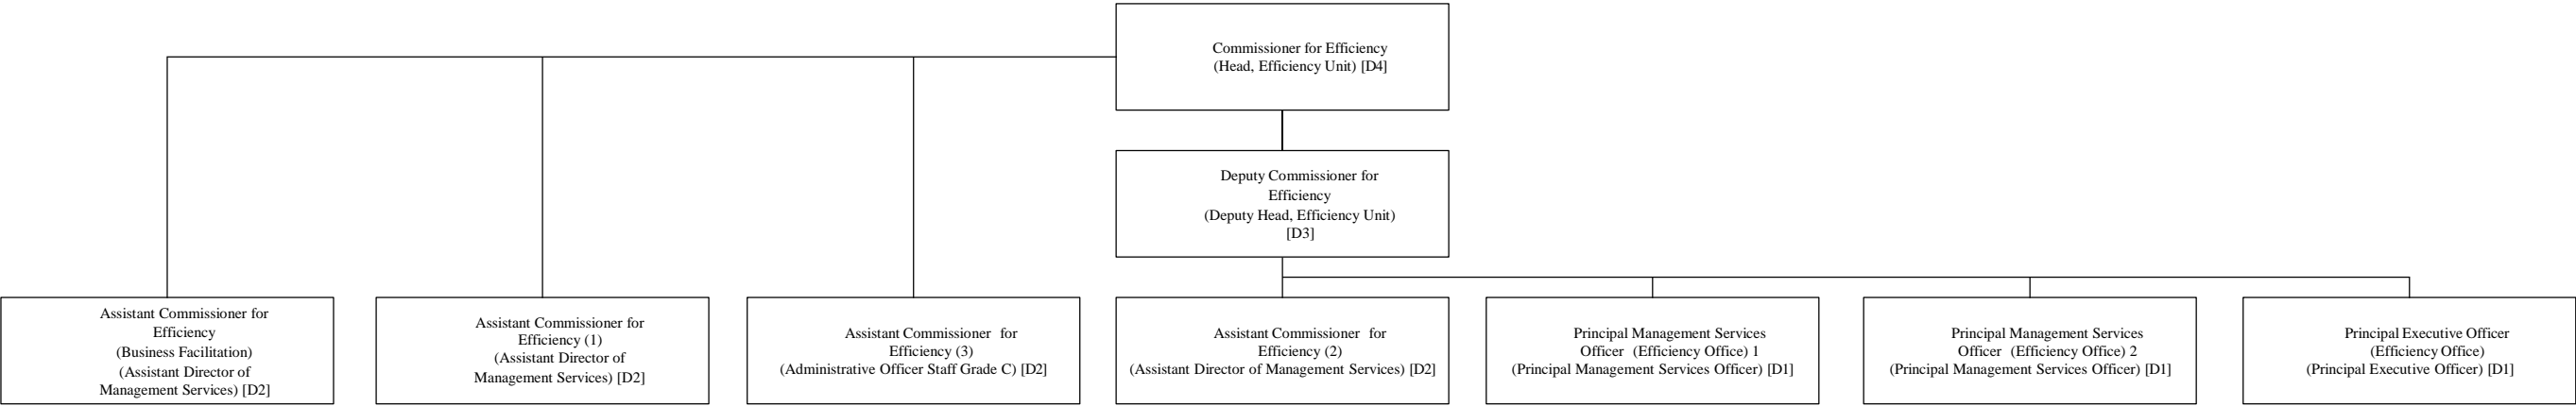 Commissioner for Efficiency
(Head, Efficiency Unit) [D4]
Deputy Commissioner for
Efficiency
(Deputy Head, Efficiency Unit)
[D3]
Assistant Commissioner for
Efficiency
(Business Facilitation)
(Assistant Director of
Management Services) [D2]
Assistant Commissioner for
Efficiency (1)
(Assistant Director of
Management Services) [D2]
Assistant Commissioner for
Efficiency (3)
(Administrative Officer Staff Grade C) [D2]
Assistant Commissioner for
Efficiency (2)
(Assistant Director of Management Services) [D2]
Principal Management Services
Officer (Efficiency Office) 1
(Principal Management Services Officer) [D1]
Principal Management Services
Officer (Efficiency Office) 2
(Principal Management Services Officer) [D1]
Principal Executive Officer
(Efficiency Office)
(Principal Executive Officer) [D1]